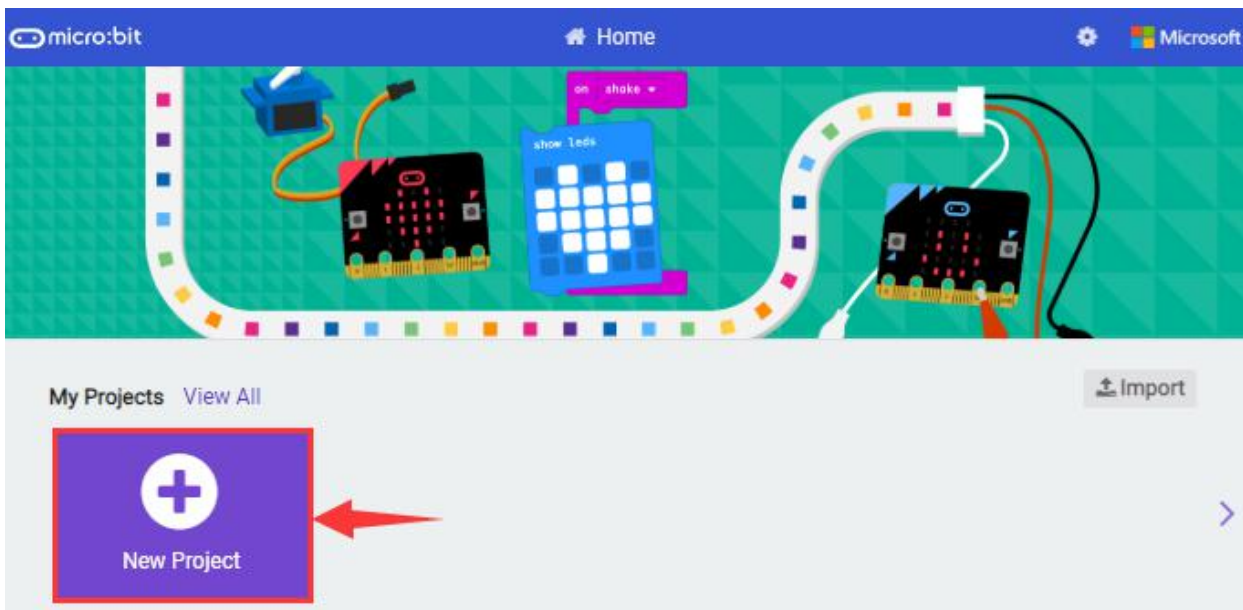 micro:bit
Home
Microsoft
on shake
show leds
My Projects View All
Import
New Project